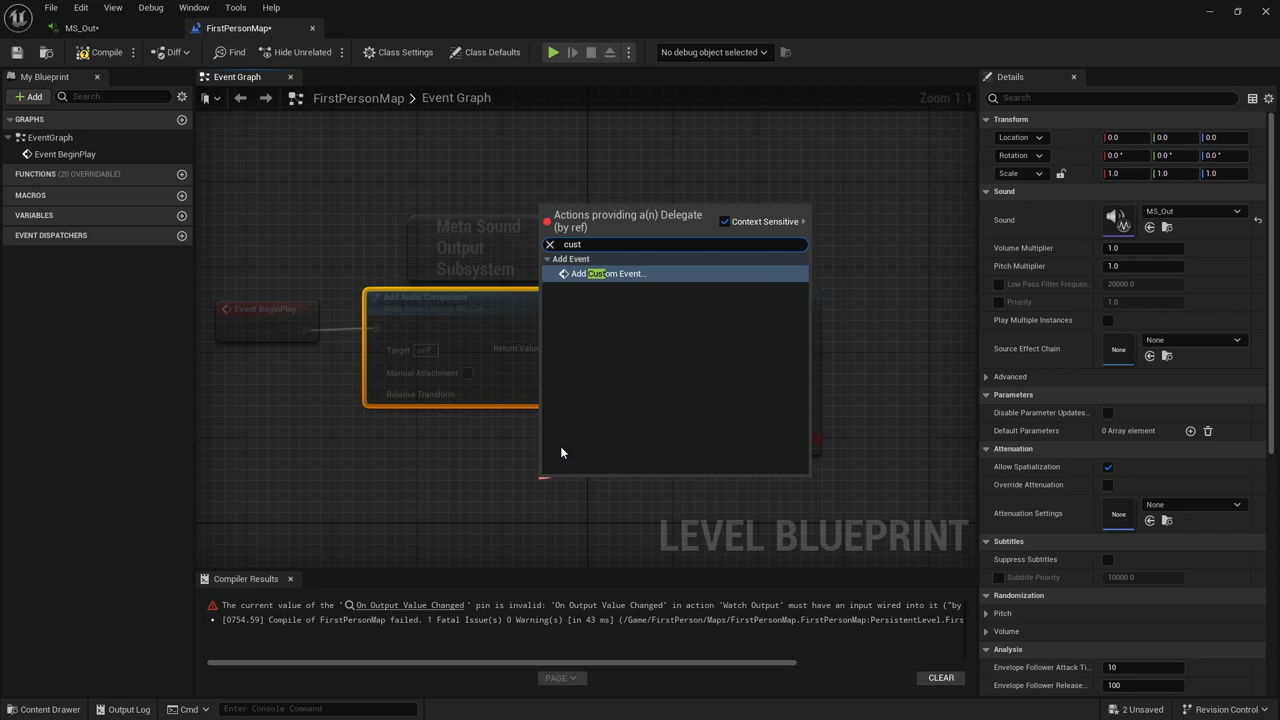 File Edit View Debug Window Tools Help
MS_Out* FirstPersonMap*
Compile Diff Find Hide Unrelated Class Settings Class Defaults No debug object selected
My Blueprint Event Graph Details
Add Search FirstPersonMap > Event Graph Zoom 1:1 Search
GRAPHS
EventGraph
Event BeginPlay
FUNCTIONS (20 OVERRIDABLE)
MACROS
VARIABLES
EVENT DISPATCHERS
Meta Sound
Output
Subsystem
Event BeginPlay
Add Audio Component
Meta Sound Source MS_Out
Target self Return Value
Manual Attachment
Relative Transform
Actions providing a(n) Delegate
(by ref)
Context Sensitive
cust
Add Event
Add Custom Event...
LEVEL BLUEPRINT
Transform
Location 0.0 0.0 0.0
Rotation 0.0 ° 0.0 ° 0.0 °
Scale 1.0 1.0 1.0
Sound
Sound MS_Out
Volume Multiplier 1.0
Pitch Multiplier 1.0
Low Pass Filter Frequen... 20000.0
Priority 1.0
Play Multiple Instances
Source Effect Chain None None
Advanced
Parameters
Disable Parameter Updates...
Default Parameters 0 Array element
Attenuation
Allow Spatialization
Override Attenuation
Attenuation Settings None None
Subtitles
Suppress Subtitles
Subtitle Priority 10000.0
Randomization
Pitch
Volume
Analysis
Envelope Follower Attack Ti... 10
Envelope Follower Release... 100
Compiler Results
The current value of the ' On Output Value Changed ' pin is invalid: 'On Output Value Changed' in action 'Watch Output' must have an input wired into it ("by
[0754.59] Compile of FirstPersonMap failed. 1 Fatal Issue(s) 0 Warning(s) [in 43 ms] (/Game/FirstPerson/Maps/FirstPersonMap.FirstPersonMap:PersistentLevel.Firs
PAGE CLEAR
Content Drawer Output Log Cmd Enter Console Command 2 Unsaved Revision Control